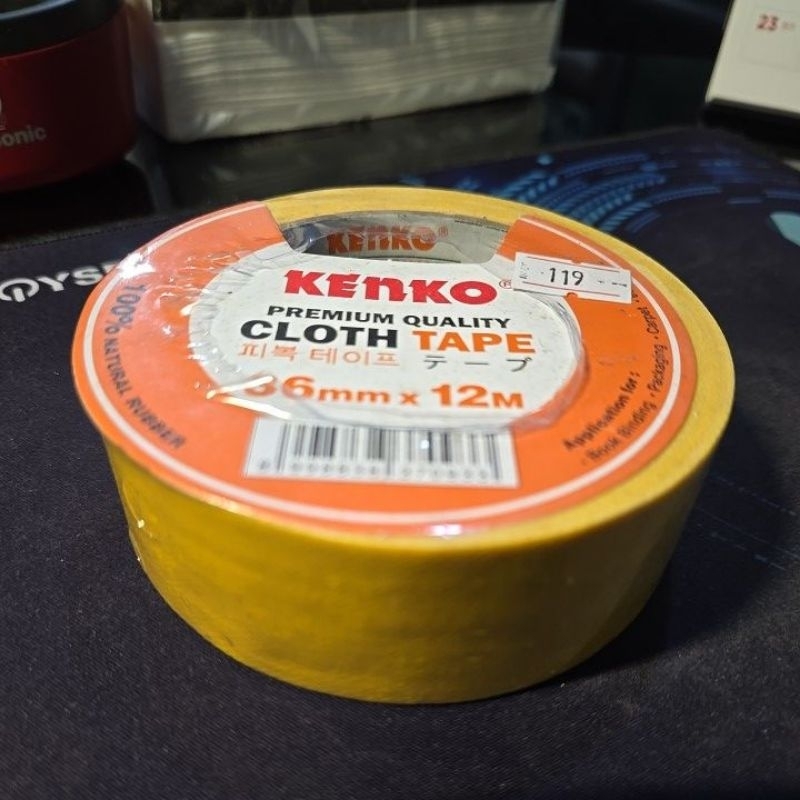 23
sonic
KENKO®
KENKO®
119
PREMIUM QUALITY
CLOTH TAPE
피복 테이프 テープ
36mm x 12M
100% NATURAL RUBBER
Application for :
- Book Binding - Packaging - Carpet